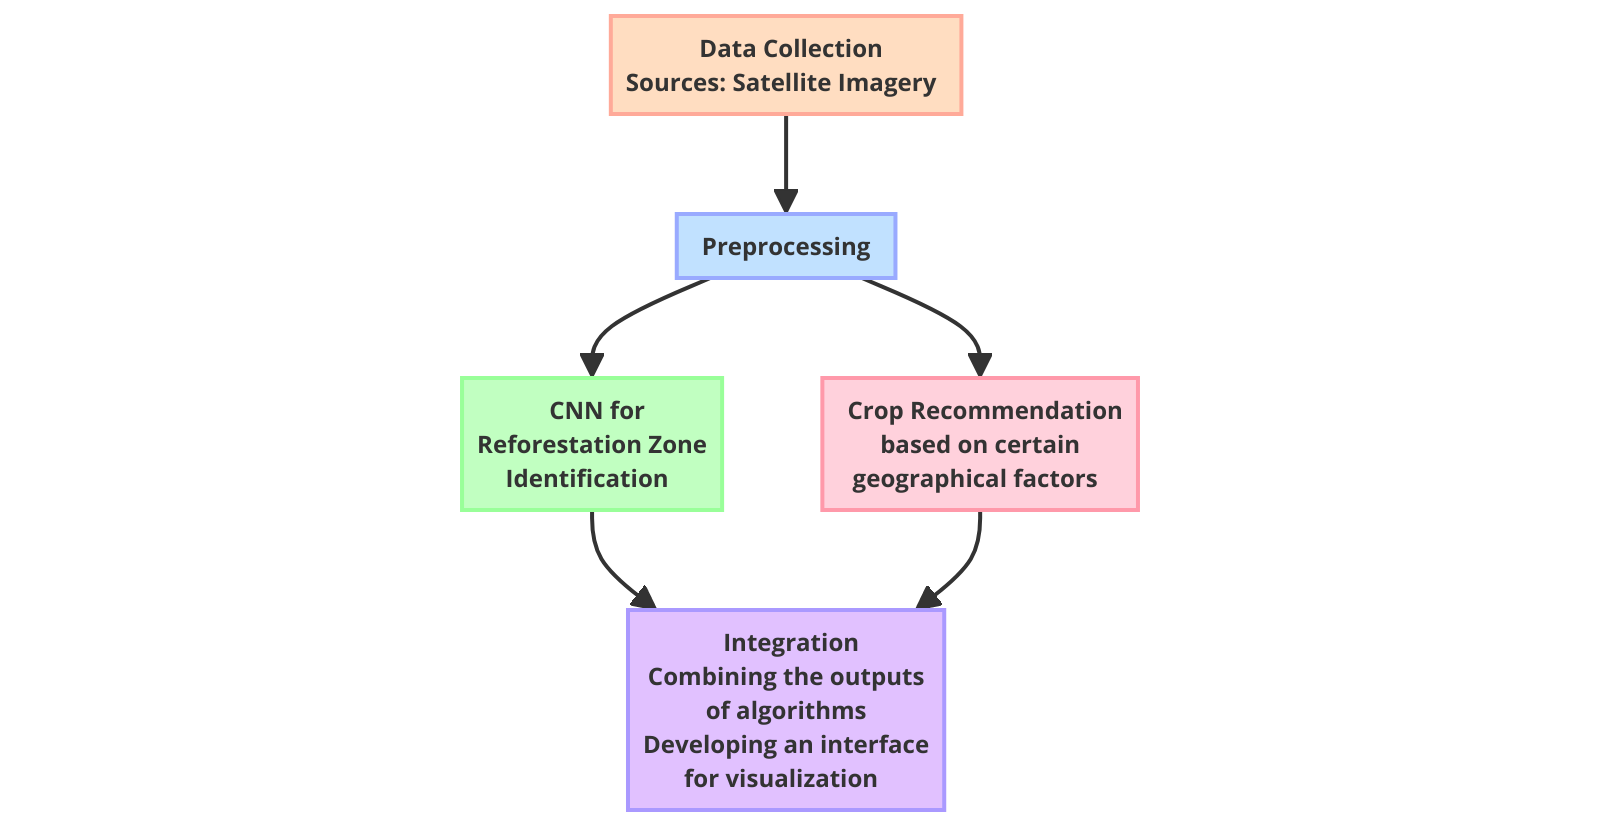 Data Collection
Sources: Satellite Imagery
Preprocessing
CNN for
Reforestation Zone
Identification
Crop Recommendation
based on certain
geographical factors
Integration
Combining the outputs
of algorithms
Developing an interface
for visualization